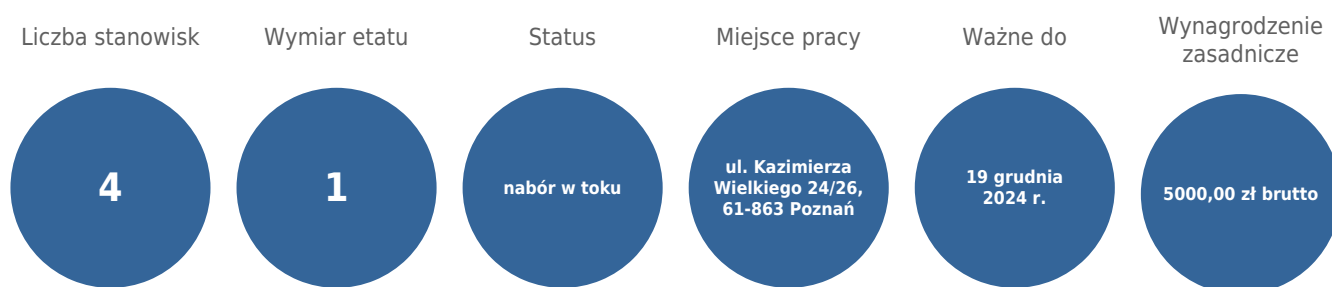 Liczba stanowisk
4
Wymiar etatu
1
Status
nabór w toku
Miejsce pracy
ul. Kazimierza
Wielkiego 24/26,
61-863 Poznań
Ważne do
19 grudnia
2024 r.
Wynagrodzenie
zasadnicze
5000,00 zł brutto